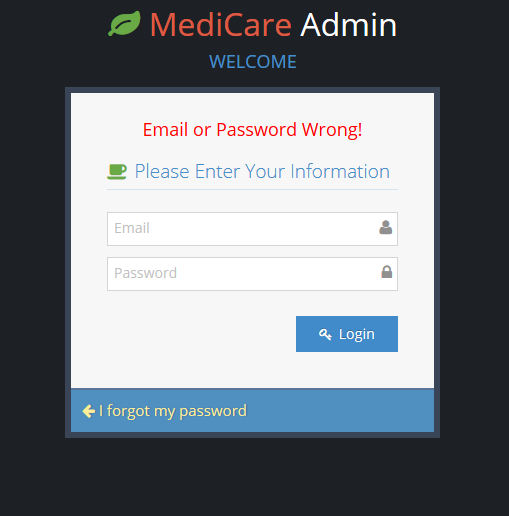 MediCare Admin
WELCOME
Email or Password Wrong!
Please Enter Your Information
Email
Password
Login
I forgot my password